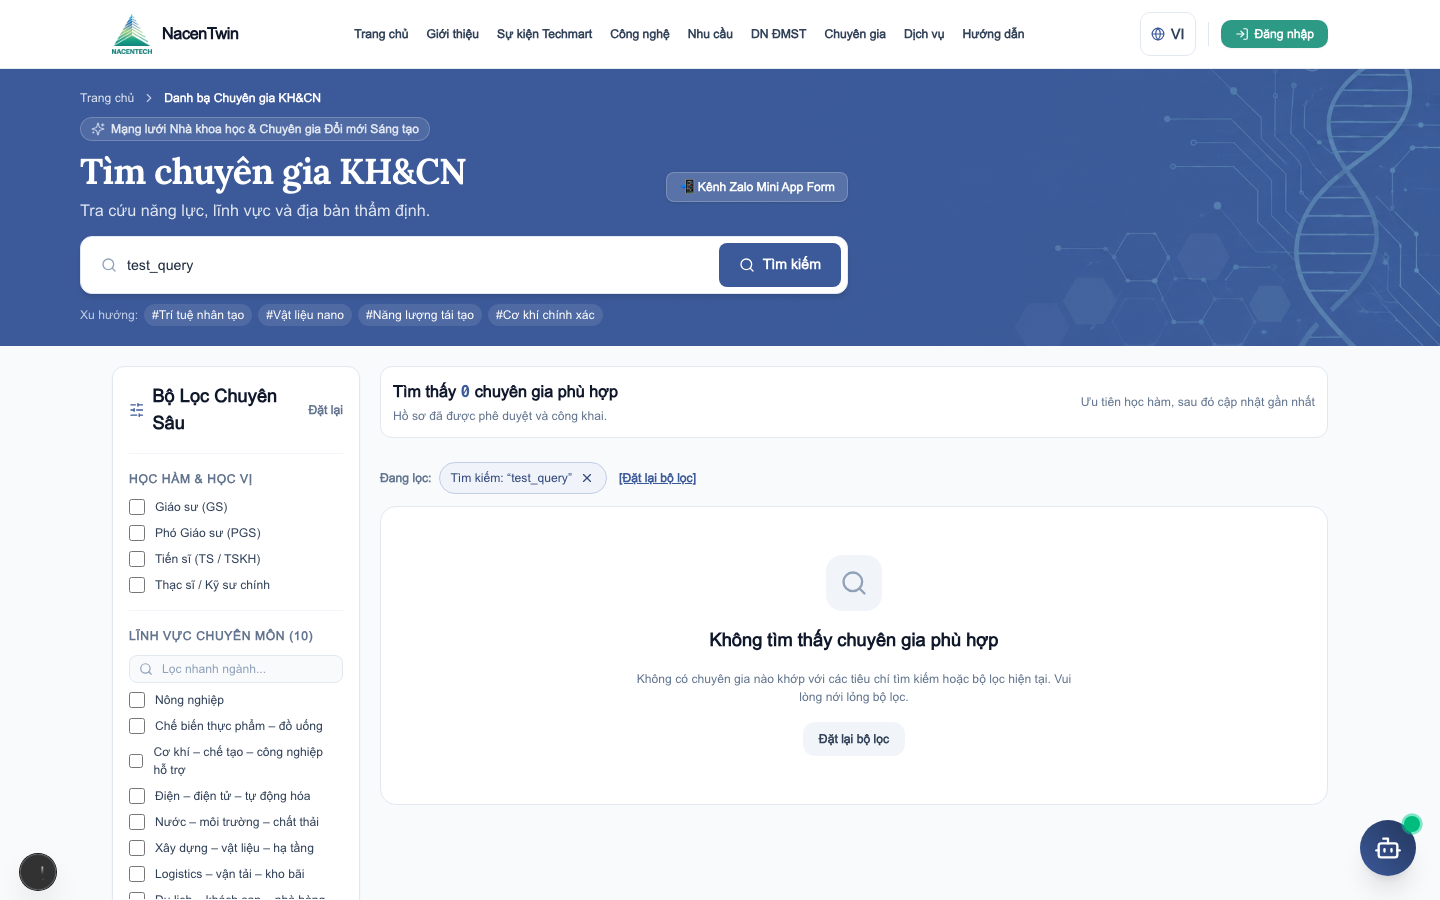 NACENTECH
NacenTwin
Trang chủ
Giới thiệu
Sự kiện Techmart
Công nghệ
Nhu cầu
DN ĐMST
Chuyên gia
Dịch vụ
Hướng dẫn
VI
Đăng nhập
Trang chủ
Danh bạ Chuyên gia KH&CN
Mạng lưới Nhà khoa học & Chuyên gia Đổi mới Sáng tạo
Tìm chuyên gia KH&CN
Tra cứu năng lực, lĩnh vực và địa bàn thẩm định.
Kênh Zalo Mini App Form
test_query
Tìm kiếm
Xu hướng: #Trí tuệ nhân tạo #Vật liệu nano #Năng lượng tái tạo #Cơ khí chính xác
Bộ Lọc Chuyên
Sâu
Đặt lại
HỌC HÀM & HỌC VỊ
Giáo sư (GS)
Phó Giáo sư (PGS)
Tiến sĩ (TS / TSKH)
Thạc sĩ / Kỹ sư chính
LĨNH VỰC CHUYÊN MÔN (10)
Lọc nhanh ngành...
Nông nghiệp
Chế biến thực phẩm – đồ uống
Cơ khí – chế tạo – công nghiệp
hỗ trợ
Điện – điện tử – tự động hóa
Nước – môi trường – chất thải
Xây dựng – vật liệu – hạ tầng
Logistics – vận tải – kho bãi
Tìm thấy 0 chuyên gia phù hợp
Hồ sơ đã được phê duyệt và công khai.
Ưu tiên học hàm, sau đó cập nhật gần nhất
Đang lọc:
Tìm kiếm: “test_query”
[Đặt lại bộ lọc]
Không tìm thấy chuyên gia phù hợp
Không có chuyên gia nào khớp với các tiêu chí tìm kiếm hoặc bộ lọc hiện tại. Vui
lòng nới lỏng bộ lọc.
Đặt lại bộ lọc